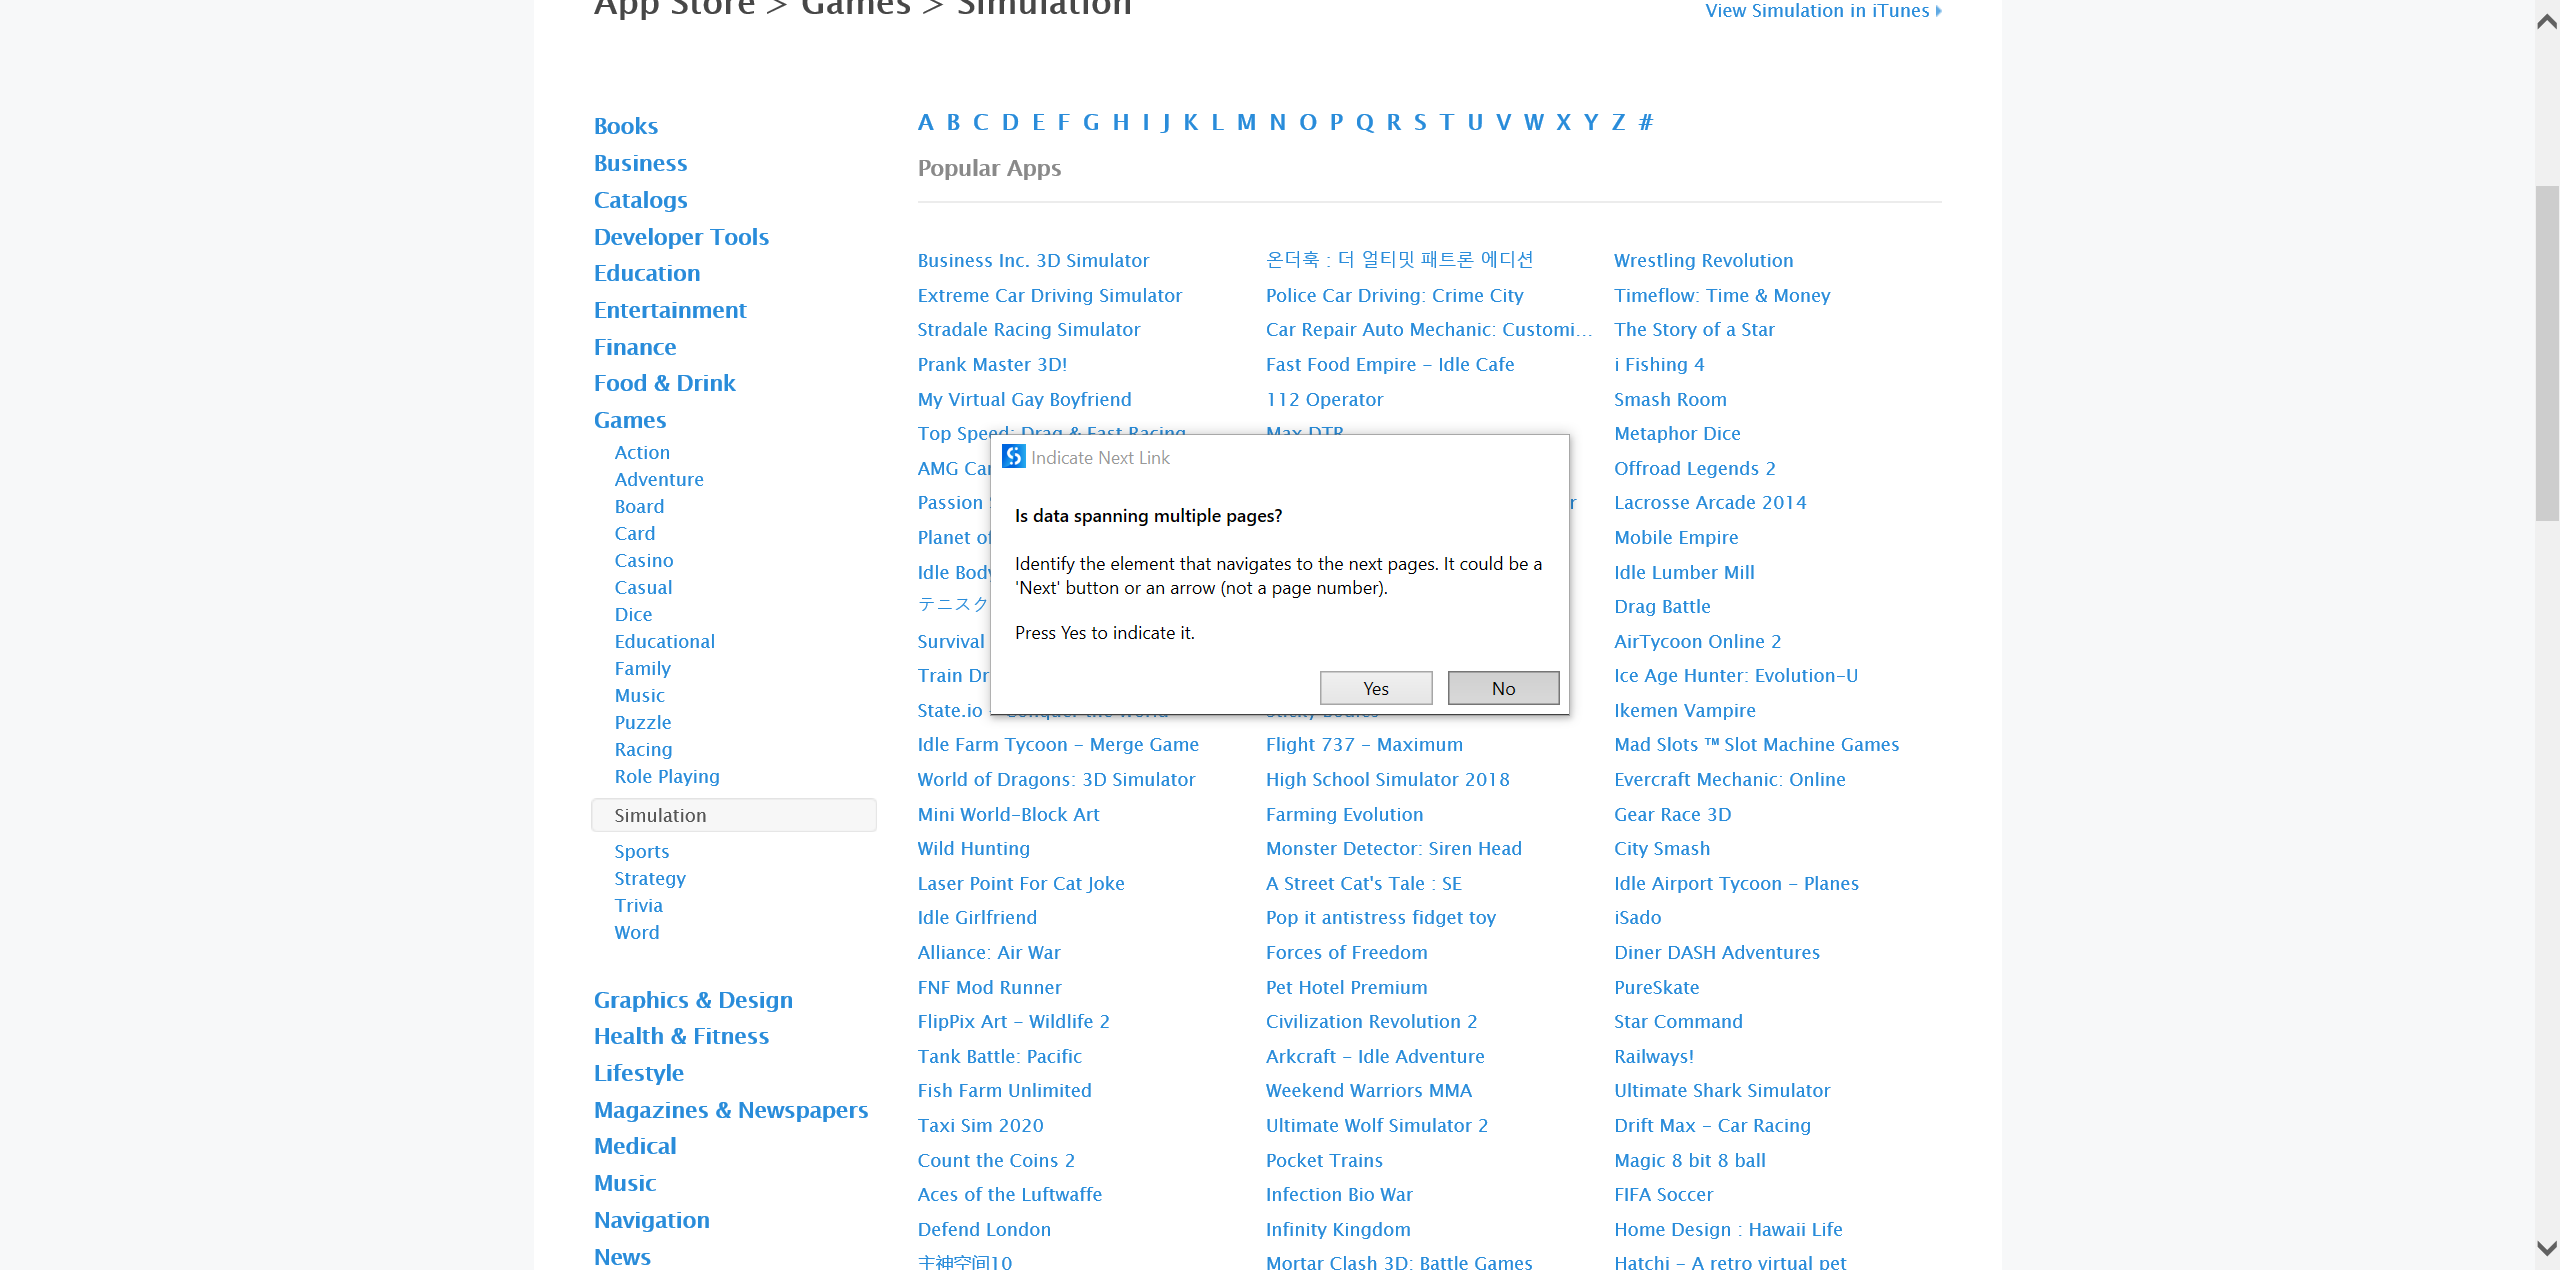 App Store > Games > Simulation
View Simulation in iTunes
Books
Business
Catalogs
Developer Tools
Education
Entertainment
Finance
Food & Drink
Games
Action
Adventure
Board
Card
Casino
Casual
Dice
Educational
Family
Music
Puzzle
Racing
Role Playing
Simulation
Sports
Strategy
Trivia
Word
Graphics & Design
Health & Fitness
Lifestyle
Magazines & Newspapers
Medical
Music
Navigation
News
A B C D E F G H I J K L M N O P Q R S T U V W X Y Z #
Popular Apps
Business Inc. 3D Simulator
Extreme Car Driving Simulator
Stradale Racing Simulator
Prank Master 3D!
My Virtual Gay Boyfriend
Top Speed: Drag & Fast Racing
AMG Car
Passion
Planet of
Idle Body
テニスク
Survival
Train Dr
State.io - Conquer the World
Idle Farm Tycoon - Merge Game
World of Dragons: 3D Simulator
Mini World-Block Art
Wild Hunting
Laser Point For Cat Joke
Idle Girlfriend
Alliance: Air War
FNF Mod Runner
FlipPix Art - Wildlife 2
Tank Battle: Pacific
Fish Farm Unlimited
Taxi Sim 2020
Count the Coins 2
Aces of the Luftwaffe
Defend London
主神空间10
온더훅 : 더 얼티밋 패트론 에디션
Police Car Driving: Crime City
Car Repair Auto Mechanic: Customi...
Fast Food Empire - Idle Cafe
112 Operator
Max DTR
Sticky Bodies
Flight 737 - Maximum
High School Simulator 2018
Farming Evolution
Monster Detector: Siren Head
A Street Cat's Tale : SE
Pop it antistress fidget toy
Forces of Freedom
Pet Hotel Premium
Civilization Revolution 2
Arkcraft - Idle Adventure
Weekend Warriors MMA
Ultimate Wolf Simulator 2
Pocket Trains
Infection Bio War
Infinity Kingdom
Mortar Clash 3D: Battle Games
Wrestling Revolution
Timeflow: Time & Money
The Story of a Star
i Fishing 4
Smash Room
Metaphor Dice
Offroad Legends 2
Lacrosse Arcade 2014
Mobile Empire
Idle Lumber Mill
Drag Battle
AirTycoon Online 2
Ice Age Hunter: Evolution-U
Ikemen Vampire
Mad Slots ™ Slot Machine Games
Evercraft Mechanic: Online
Gear Race 3D
City Smash
Idle Airport Tycoon - Planes
iSado
Diner DASH Adventures
PureSkate
Star Command
Railways!
Ultimate Shark Simulator
Drift Max - Car Racing
Magic 8 bit 8 ball
FIFA Soccer
Home Design : Hawaii Life
Hatchi - A retro virtual pet
Indicate Next Link
Is data spanning multiple pages?
Identify the element that navigates to the next pages. It could be a
'Next' button or an arrow (not a page number).
Press Yes to indicate it.
Yes
No